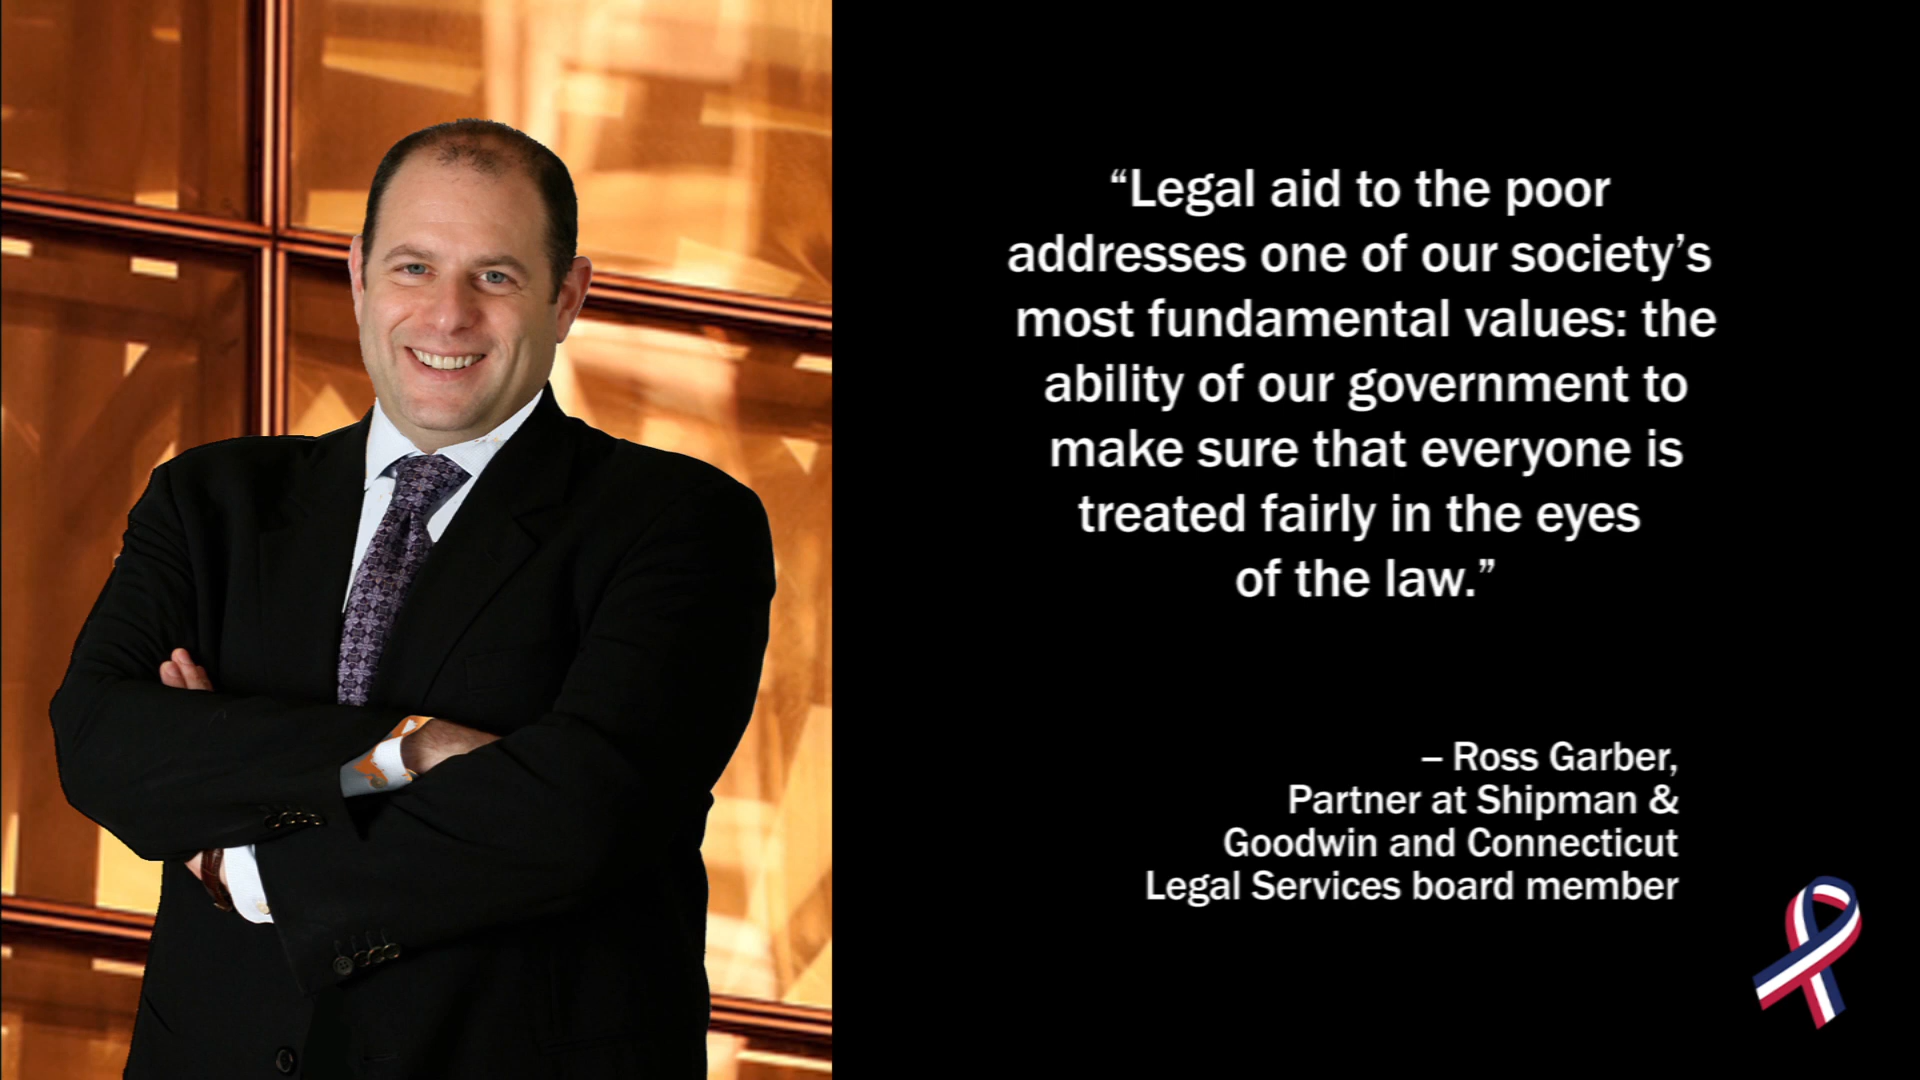 “Legal aid to the poor
addresses one of our society’s
most fundamental values: the
ability of our government to
make sure that everyone is
treated fairly in the eyes
of the law.”
– Ross Garber,
Partner at Shipman &
Goodwin and Connecticut
Legal Services board member